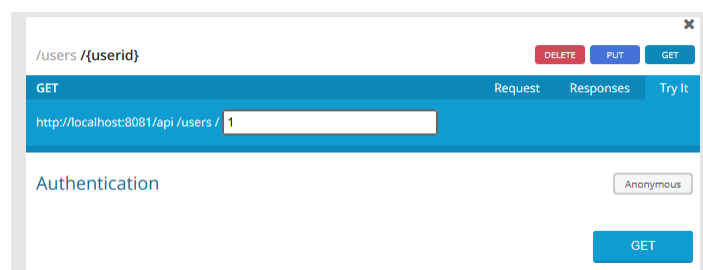 ✖
/users /{userid} DELETE PUT GET
GET Request Responses Try It
http://localhost:8081/api /users / 1
Authentication Anonymous
GET